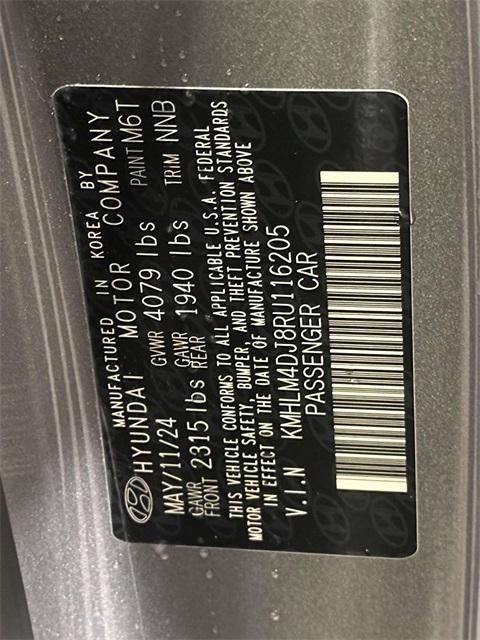 MANUFACTURED IN KOREA BY
HYUNDAI MOTOR COMPANY
MAY/11/24 GVWR 4079 lbs PAINT M6T
GAWR FRONT 2315 lbs GAWR REAR 1940 lbs TRIM NNB
THIS VEHICLE CONFORMS TO ALL APPLICABLE U.S.A. FEDERAL
MOTOR VEHICLE SAFETY, BUMPER, AND THEFT PREVENTION STANDARDS
IN EFFECT ON THE DATE OF MANUFACTURE SHOWN ABOVE
V.I.N KMHLM4DJ8RU116205
PASSENGER CAR